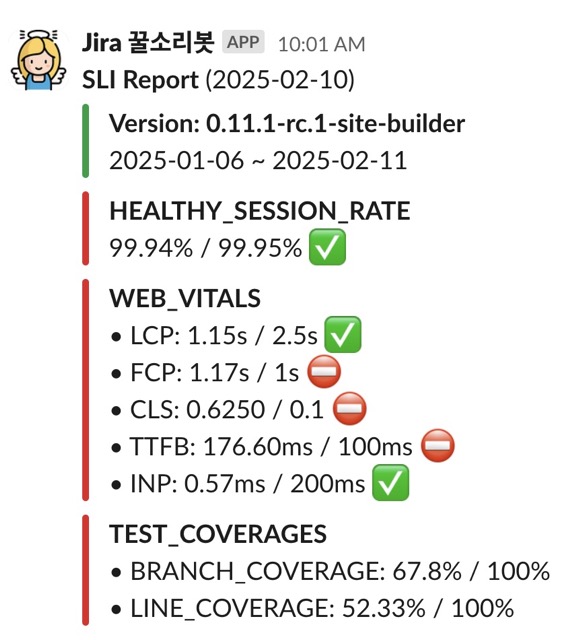 Jira 꿀소리봇 APP 10:01 AM
SLI Report (2025-02-10)
Version: 0.11.1-rc.1-site-builder
2025-01-06 ~ 2025-02-11
HEALTHY_SESSION_RATE
99.94% / 99.95% ✅
WEB_VITALS
• LCP: 1.15s / 2.5s ✅
• FCP: 1.17s / 1s ⛔
• CLS: 0.6250 / 0.1 ⛔
• TTFB: 176.60ms / 100ms ⛔
• INP: 0.57ms / 200ms ✅
TEST_COVERAGES
• BRANCH_COVERAGE: 67.8% / 100%
• LINE_COVERAGE: 52.33% / 100%